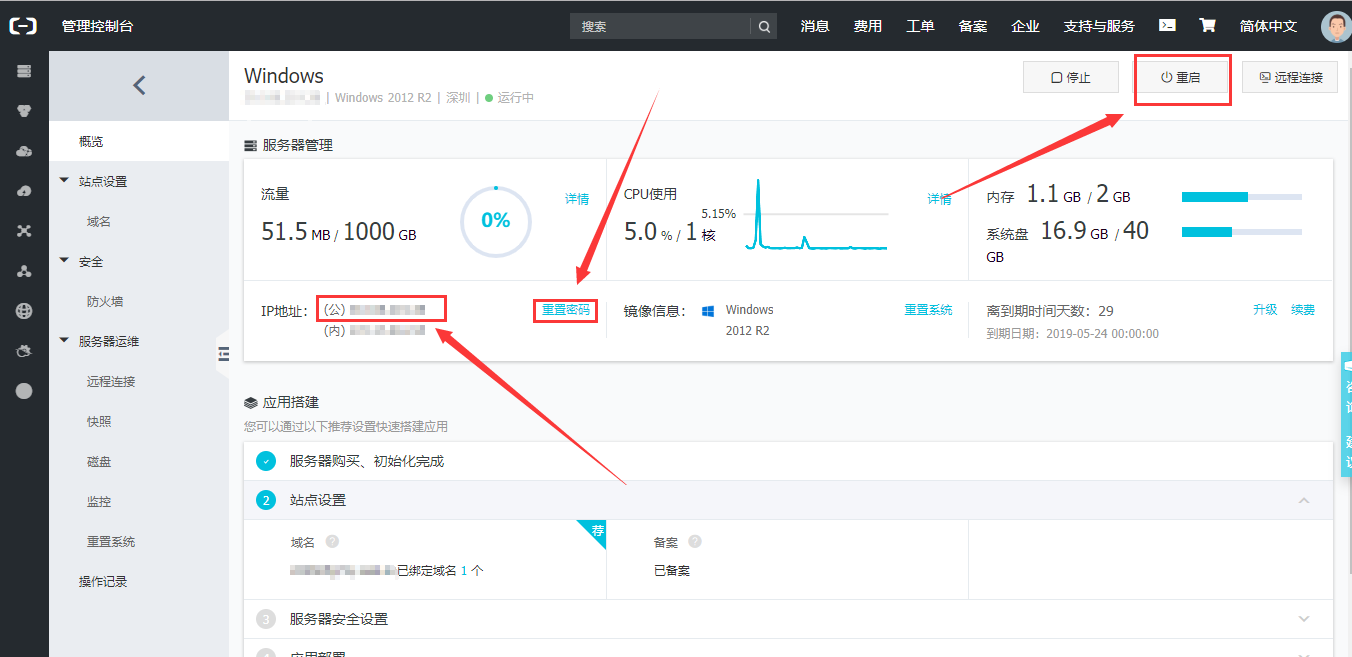 管理控制台
搜索
消息
费用
工单
备案
企业
支持与服务
简体中文
Windows
| Windows 2012 R2 | 深圳 | 运行中
停止
重启
远程连接
概览
站点设置
域名
安全
防火墙
服务器运维
远程连接
快照
磁盘
监控
重置系统
操作记录
服务器管理
流量
详情
51.5 MB / 1000 GB
0%
CPU使用
详情
5.15%
5.0 % / 1 核
内存 1.1 GB / 2 GB
系统盘 16.9 GB / 40
GB
IP地址: (公)
(内)
重置密码
镜像信息: Windows
2012 R2
重置系统
离到期时间天数: 29
到期日期: 2019-05-24 00:00:00
升级 续费
应用搭建
您可以通过以下推荐设置快速搭建应用
服务器购买、初始化完成
2 站点设置
域名 ?
荐
已绑定域名 1 个
备案 ?
已备案
3 服务器安全设置